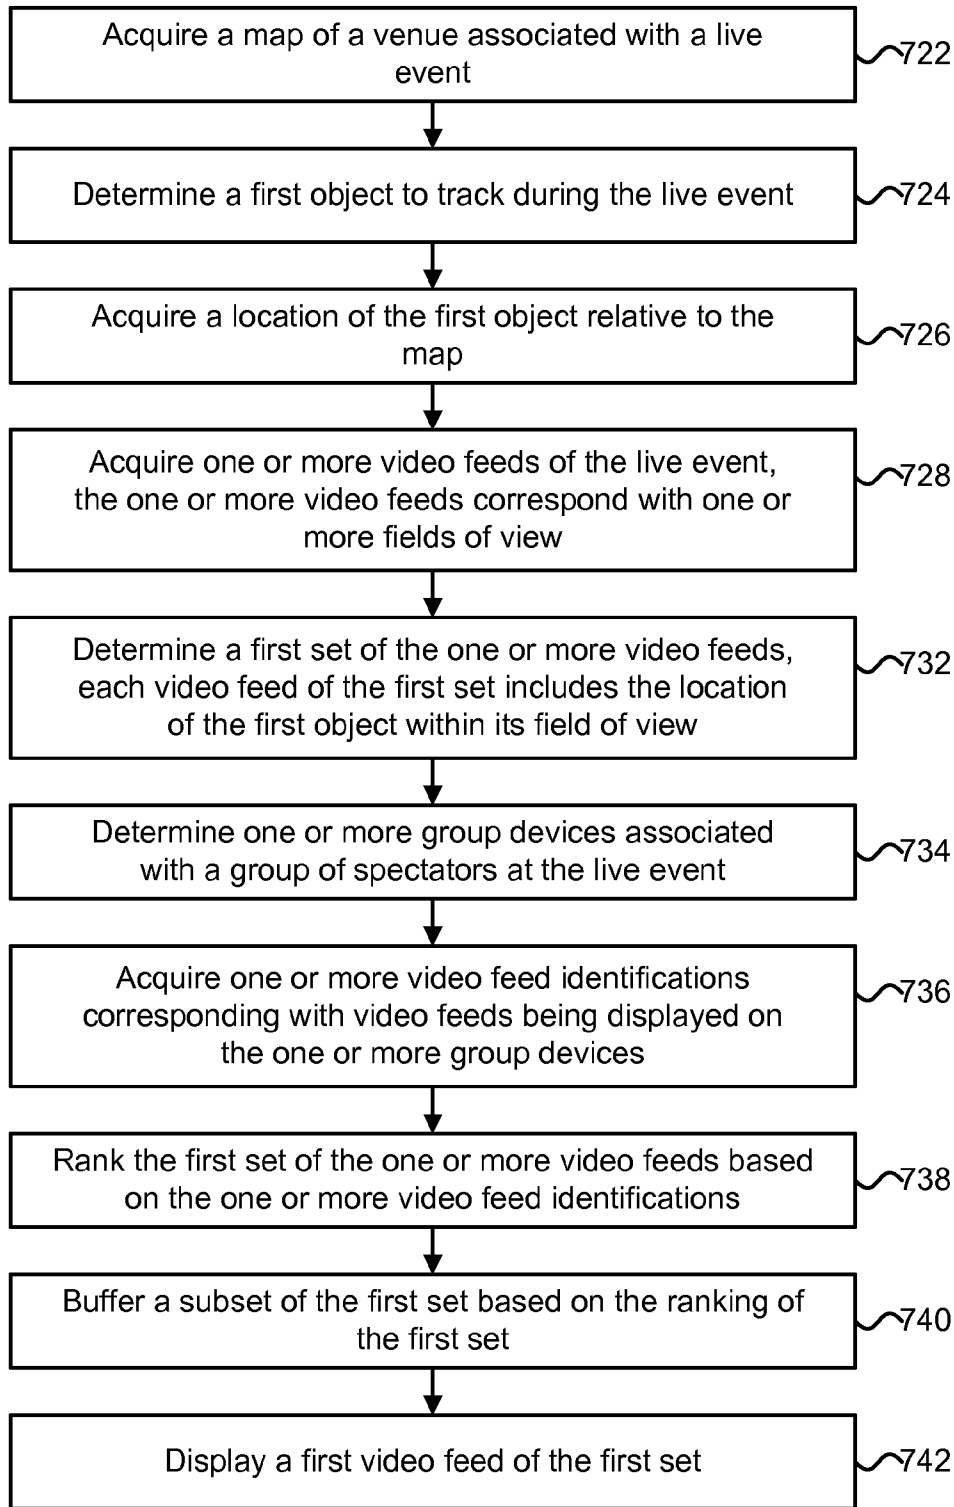 Acquire a map of a venue associated with a live
event
722
Determine a first object to track during the live event
724
Acquire a location of the first object relative to the
map
726
Acquire one or more video feeds of the live event,
the one or more video feeds correspond with one or
more fields of view
728
Determine a first set of the one or more video feeds,
each video feed of the first set includes the location
of the first object within its field of view
732
Determine one or more group devices associated
with a group of spectators at the live event
734
Acquire one or more video feed identifications
corresponding with video feeds being displayed on
the one or more group devices
736
Rank the first set of the one or more video feeds based
on the one or more video feed identifications
738
Buffer a subset of the first set based on the ranking of
the first set
740
Display a first video feed of the first set
742